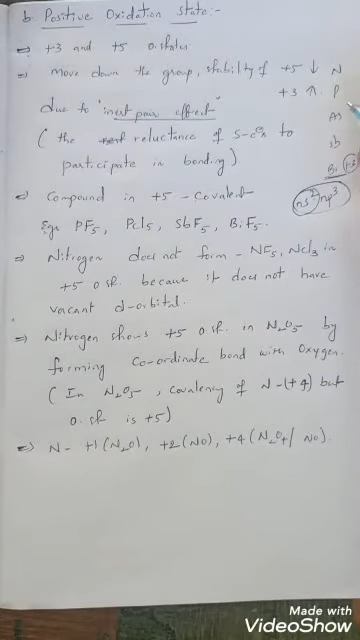 b. Positive Oxidation state:-
⇒ +3 and +5 o.states
⇒ Move down the group, stability of +5 ↓ N
+3 ↑ P
due to "inert pair effect" As
(the reluctance of s-e⁻s to Sb
participate in bonding) Bi (+3)
ns² np³
⇒ Compound in +5 - covalent
Eg:- PF5, PCl5, SbF5, BiF5.
⇒ Nitrogen does not form - NF5, NCl3 in
+5 o.st. because it does not have
vacant d-orbital.
⇒ Nitrogen shows +5 o.st. in N2O5 by
forming co-ordinate bond with Oxygen.
(In N2O5, covalency of N-(+4) but
o.st is +5)
⇒ N - +1 (N2O), +2 (NO), +4 (N2O4/ NO).
Made with
VideoShow